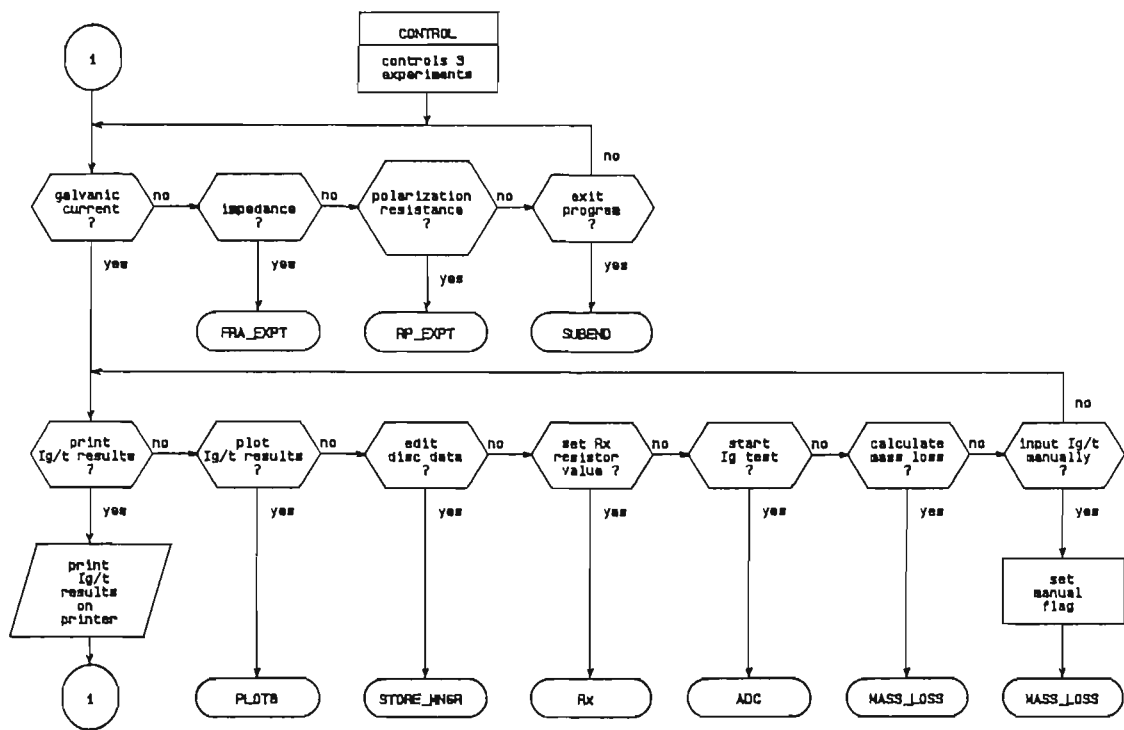 1
CONTROL
controls 3
experiments
no
galvanic
current
?
no
impedance
?
no
polarization
resistance
?
no
exit
program
?
yes
yes
yes
yes
FRA_EXPT
RP_EXPT
SUBEND
no
print
Ig/t results
?
no
plot
Ig/t results
?
no
edit
disc data
?
no
set Rx
resistor
value ?
no
start
Ig test
?
no
calculate
mass loss
?
no
input Ig/t
manually
?
yes
yes
yes
yes
yes
yes
yes
print
Ig/t
results
on
printer
set
manual
flag
1
PLOT8
STORE_MNGR
Rx
ADC
MASS_LOSS
MASS_LOSS